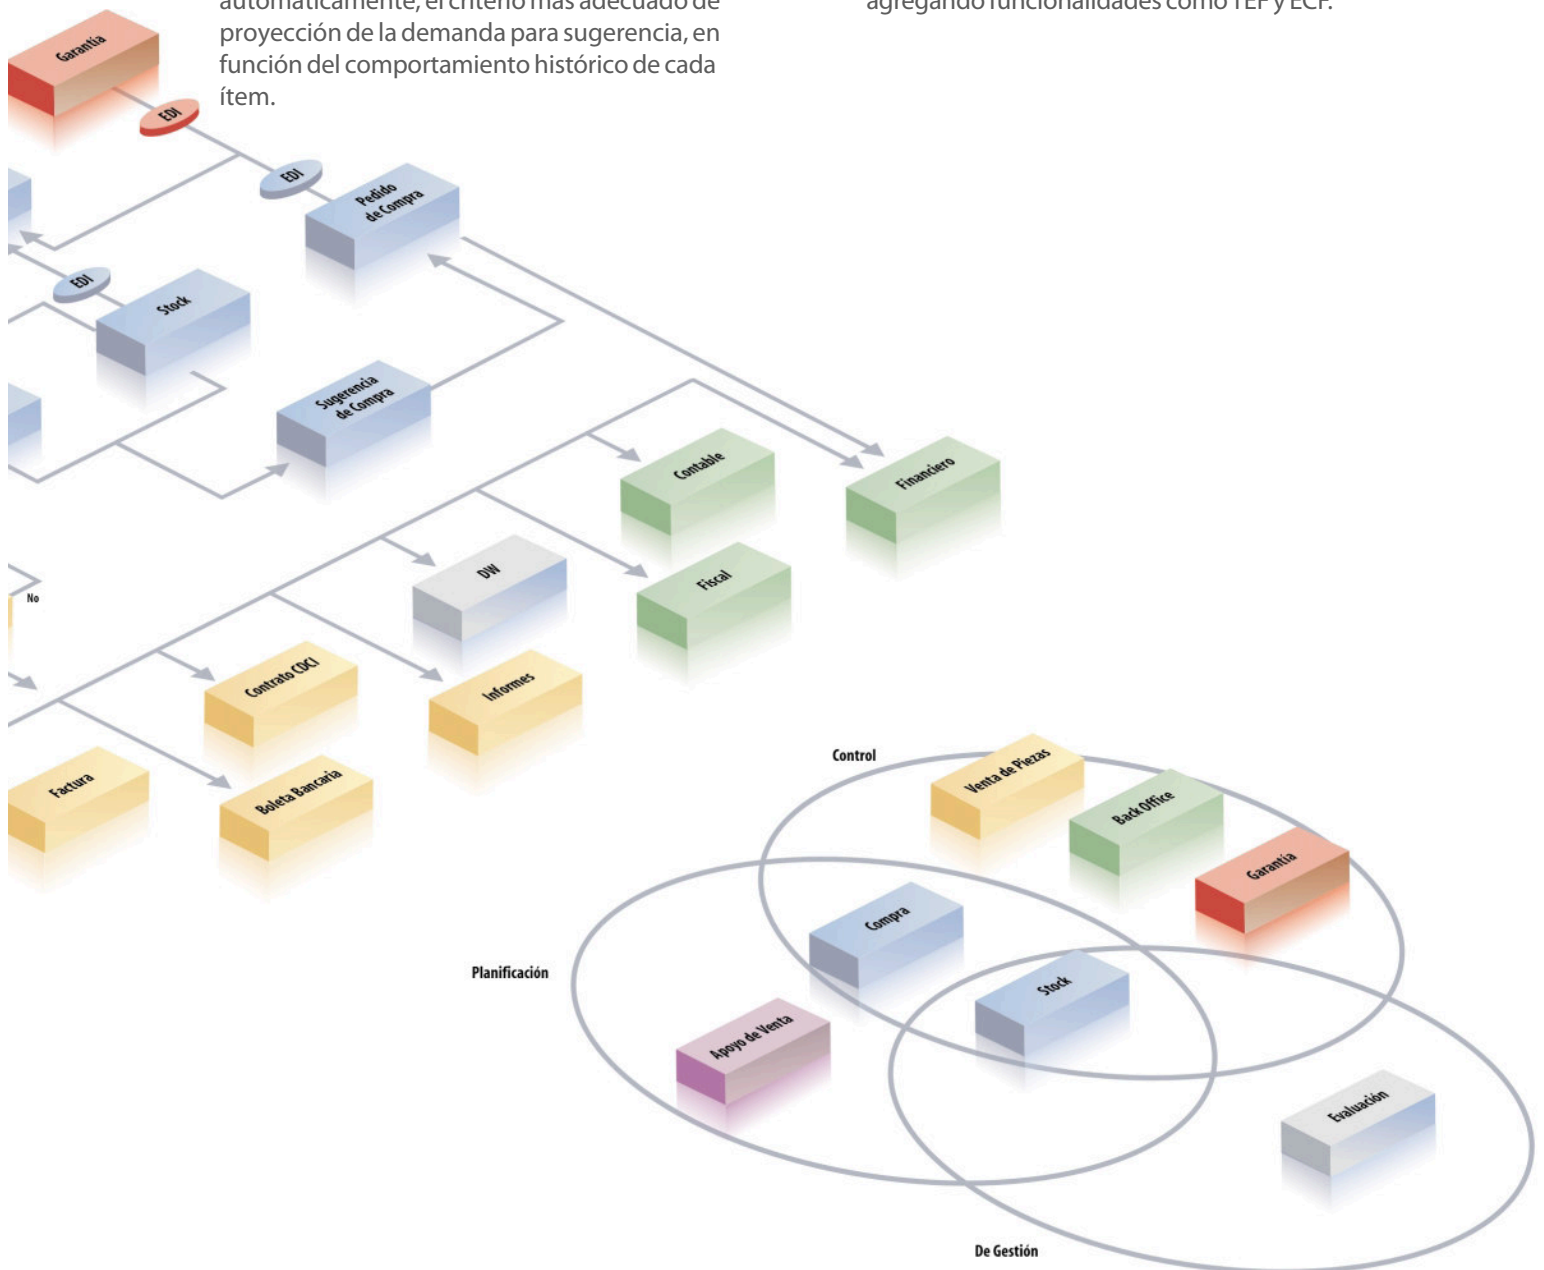 automáticamente, el criterio más adecuado de
proyección de la demanda para sugerencia, en
función del comportamiento histórico de cada
ítem.
agregando funcionalidades como TEF y ECF.
Garantía
EDI
EDI
Pedido
de Compra
EDI
Stock
Sugerencia
de Compra
Contable
Financiero
DW
Fiscal
No
Contrato CDCI
Informes
Factura
Boleta Bancaria
Control
Venta de Piezas
Back Office
Garantía
Compra
Planificación
Stock
Apoyo de Venta
Evaluación
De Gestión